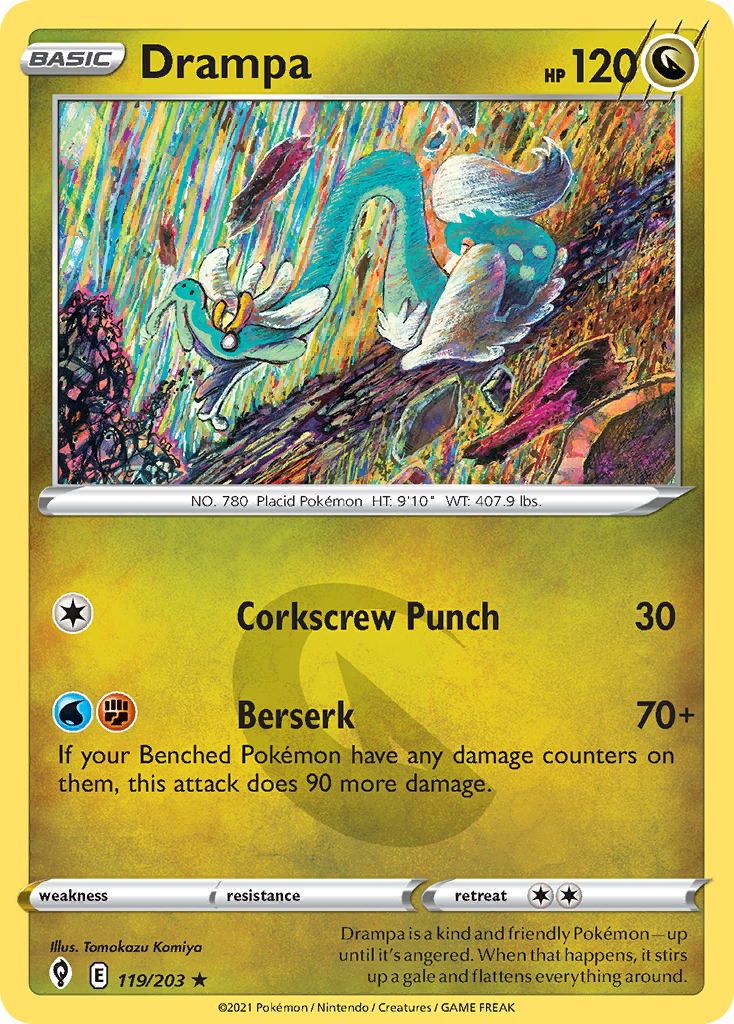 BASIC Drampa HP 120
NO. 780 Placid Pokémon HT: 9'10" WT: 407.9 lbs.
Corkscrew Punch 30
Berserk 70+
If your Benched Pokémon have any damage counters on
them, this attack does 90 more damage.
weakness resistance retreat
Illus. Tomokazu Komiya
Drampa is a kind and friendly Pokémon—up
until it's angered. When that happens, it stirs
up a gale and flattens everything around.
E 119/203 ★
©2021 Pokémon / Nintendo / Creatures / GAME FREAK